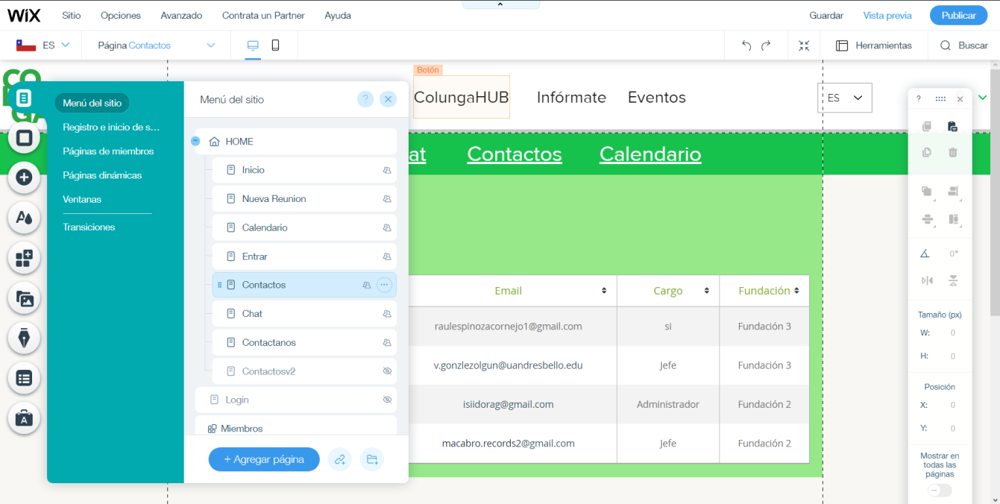 WiX Sitio Opciones Avanzado Contrata un Partner Ayuda Guardar Vista previa Publicar
ES Página Contactos Herramientas Buscar
CO
GA
Menú del sitio
Registro e inicio de s...
Páginas de miembros
Páginas dinámicas
Ventanas
Transiciones
Menú del sitio ? ×
HOME
Inicio
Nueva Reunion
Calendario
Entrar
Contactos ...
Chat
Contactanos
Contactosv2
Login
Miembros
+ Agregar página
Botón
ColungaHUB Infórmate Eventos ES
at Contactos Calendario
Email Cargo Fundación
raulespinozacornejo1@gmail.com si Fundación 3
v.gonzlezolgun@uandresbello.edu Jefe Fundación 3
isiidorag@gmail.com Administrador Fundación 2
macabro.records2@gmail.com Jefe Fundación 2
? ×
0°
Tamaño (px)
W: 0
H: 0
Posición
X: 0
Y: 0
Mostrar en
todas las
páginas